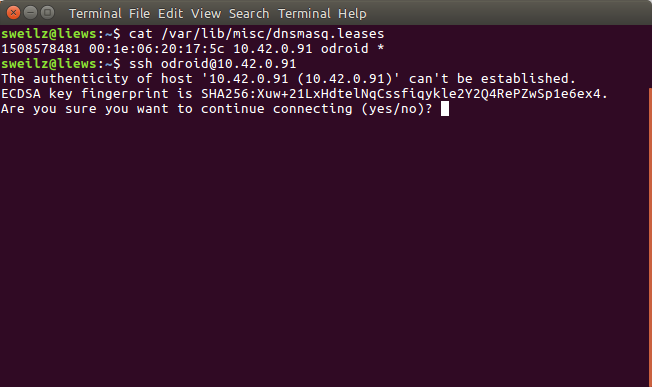 Terminal File Edit View Search Terminal Help
sweilz@liews:~$ cat /var/lib/misc/dnsmasq.leases
1508578481 00:1e:06:20:17:5c 10.42.0.91 odroid *
sweilz@liews:~$ ssh odroid@10.42.0.91
The authenticity of host '10.42.0.91 (10.42.0.91)' can't be established.
ECDSA key fingerprint is SHA256:Xuw+21LxHdtelNqCssfiqykle2Y2Q4RePZwSp1e6ex4.
Are you sure you want to continue connecting (yes/no)?